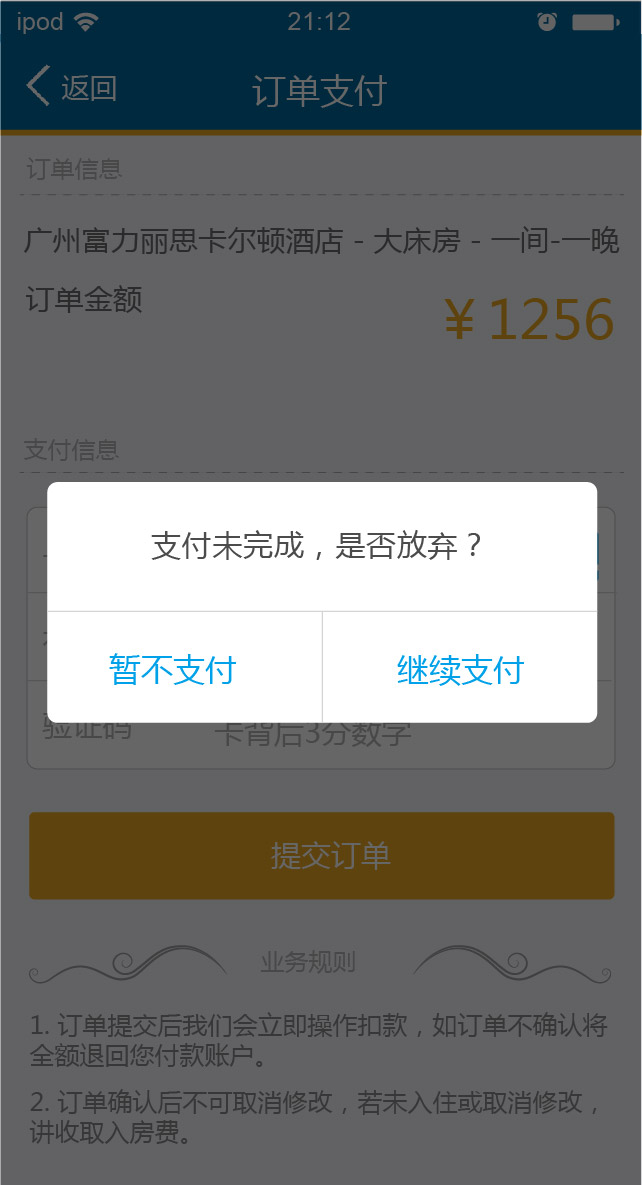 ipod 21:12
返回 订单支付
订单信息
广州富力丽思卡尔顿酒店 - 大床房 - 一间-一晚
订单金额 ￥1256
支付信息
支付未完成，是否放弃？
暂不支付 继续支付
验证码 卡背后3分数字
提交订单
业务规则
1. 订单提交后我们会立即操作扣款，如订单不确认将
全额退回您付款账户。
2. 订单确认后不可取消修改，若未入住或取消修改，
讲收取入房费。